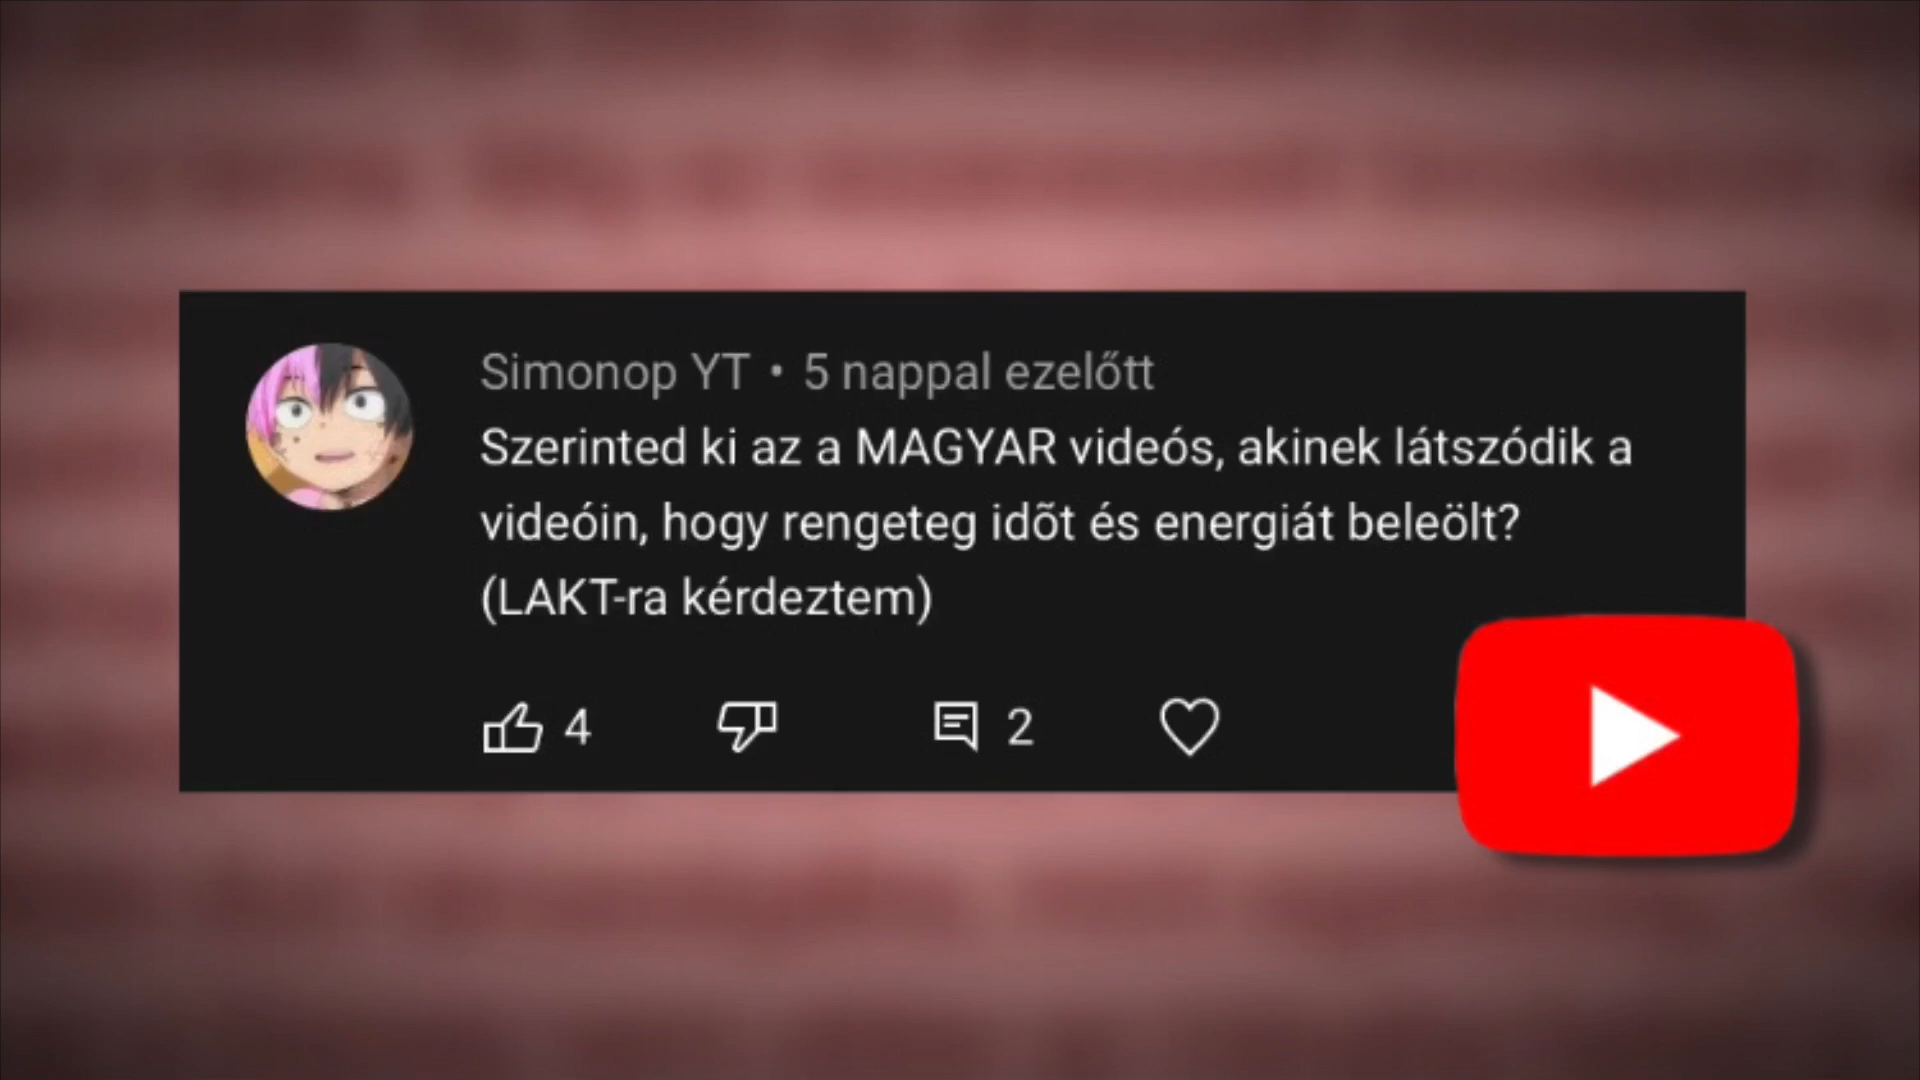 Simonop YT • 5 nappal ezelőtt
Szerinted ki az a MAGYAR videós, akinek látszódik a
videóin, hogy rengeteg idõt és energiát beleölt?
(LAKT-ra kérdeztem)
4 2